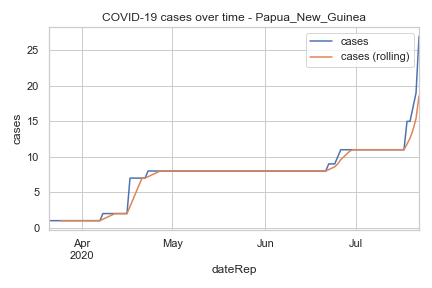 COVID-19 cases over time - Papua_New_Guinea
cases
cases (rolling)
cases
25
20
15
10
5
0
Apr
2020
May
Jun
Jul
dateRep